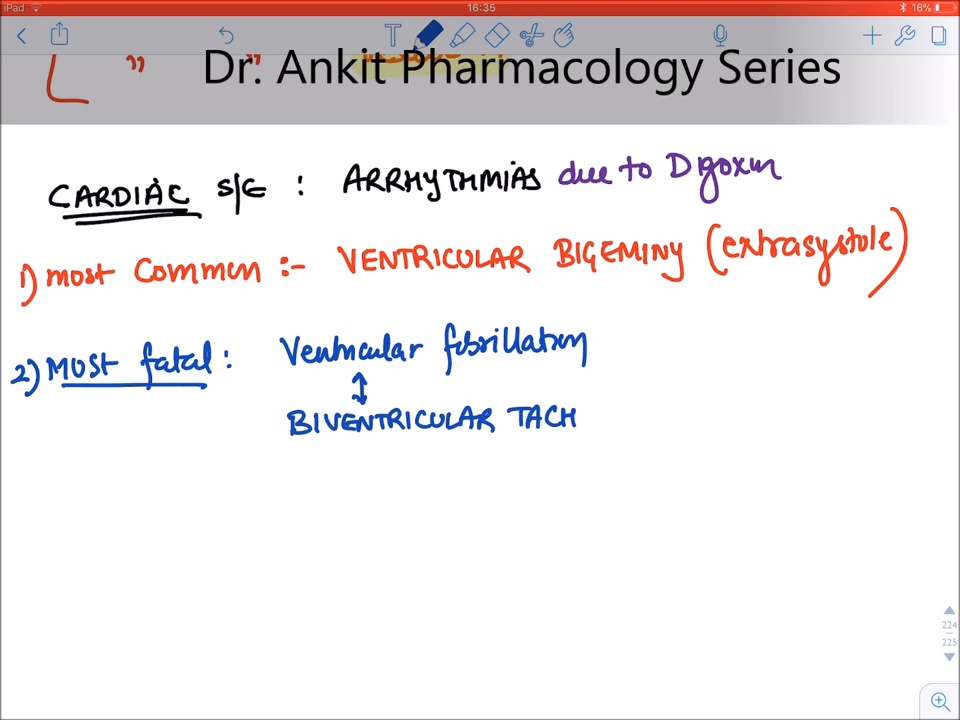 iPad 16:35 16%
" "
Dr. Ankit Pharmacology Series
CARDIAC S/E : ARRHYTHMIAS due to Digoxin
1) most Common :- VENTRICULAR BIGEMINY (extrasystole)
2) MOST fatal : Ventricular fibrillation
BIVENTRICULAR TACH
224
225